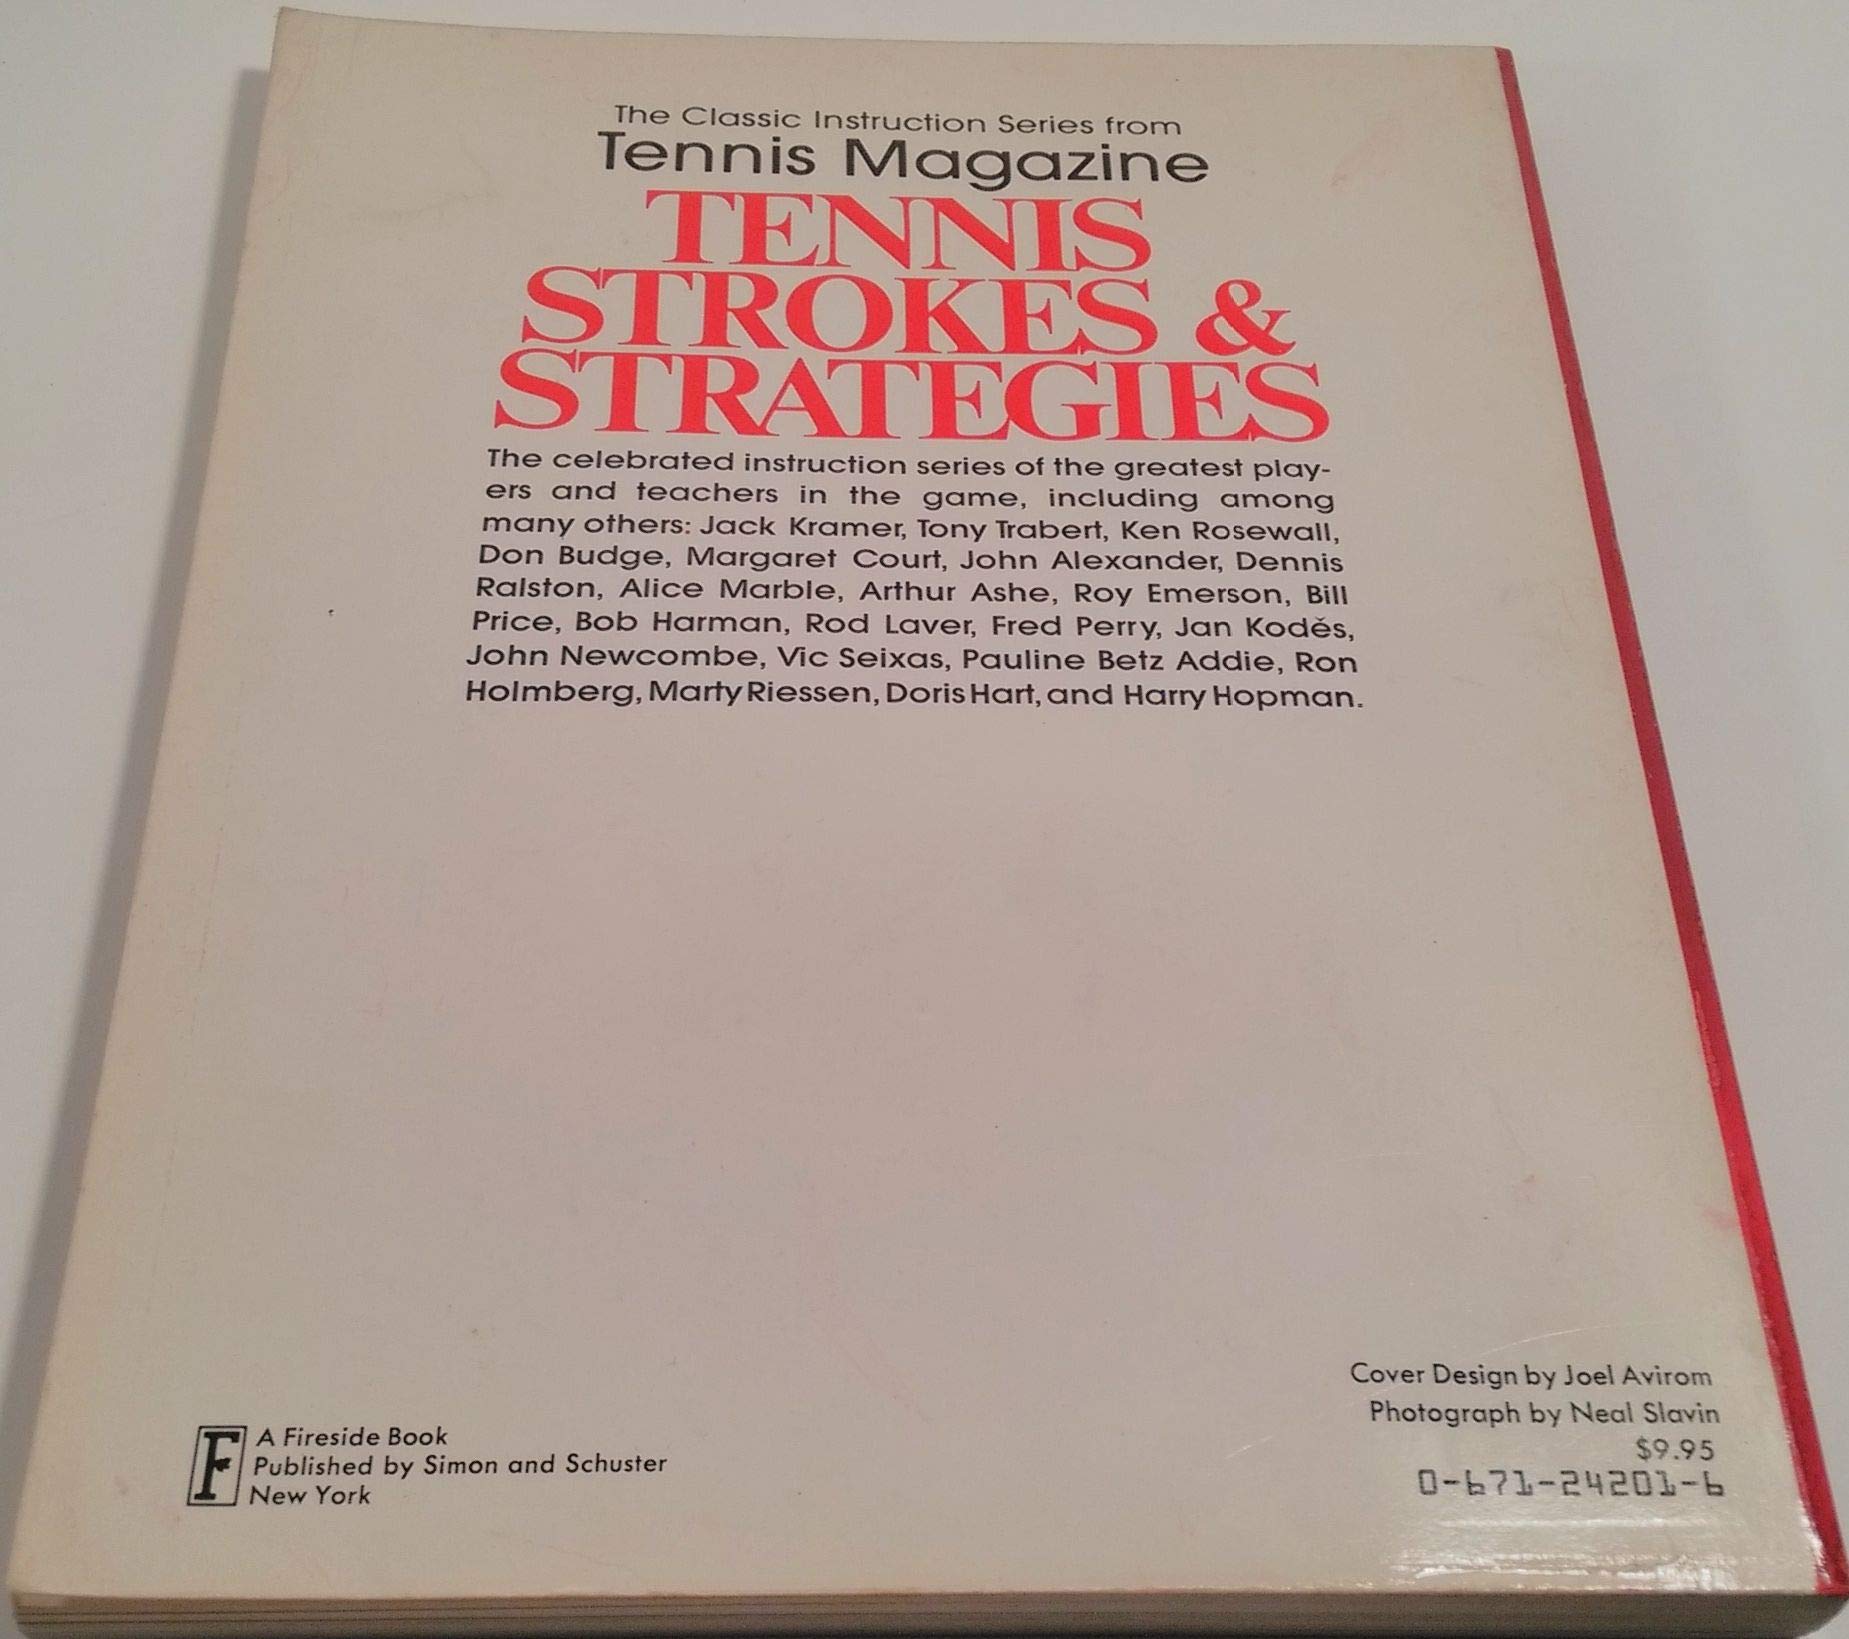 The Classic Instruction Series from
Tennis Magazine
TENNIS
STROKES &
STRATEGIES
The celebrated instruction series of the greatest play-
ers and teachers in the game, including among
many others: Jack Kramer, Tony Trabert, Ken Rosewall,
Don Budge, Margaret Court, John Alexander, Dennis
Ralston, Alice Marble, Arthur Ashe, Roy Emerson, Bill
Price, Bob Harman, Rod Laver, Fred Perry, Jan Kodĕs,
John Newcombe, Vic Seixas, Pauline Betz Addie, Ron
Holmberg, Marty Riessen, Doris Hart, and Harry Hopman.
F
A Fireside Book
Published by Simon and Schuster
New York
Cover Design by Joel Avirom
Photograph by Neal Slavin
$9.95
0-671-24201-6